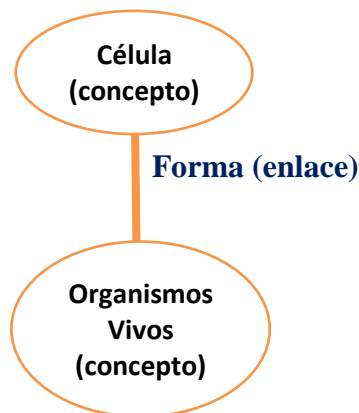 Célula
(concepto)
Forma (enlace)
Organismos
Vivos
(concepto)